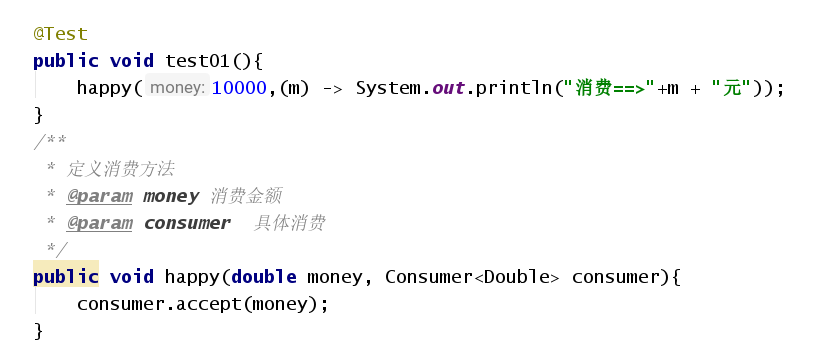 @Test
public void test01(){
    happy( money: 10000,(m) -> System.out.println("消费==>"+m + "元"));
}
/**
 * 定义消费方法
 * @param money 消费金额
 * @param consumer  具体消费
 */
public void happy(double money, Consumer<Double> consumer){
    consumer.accept(money);
}